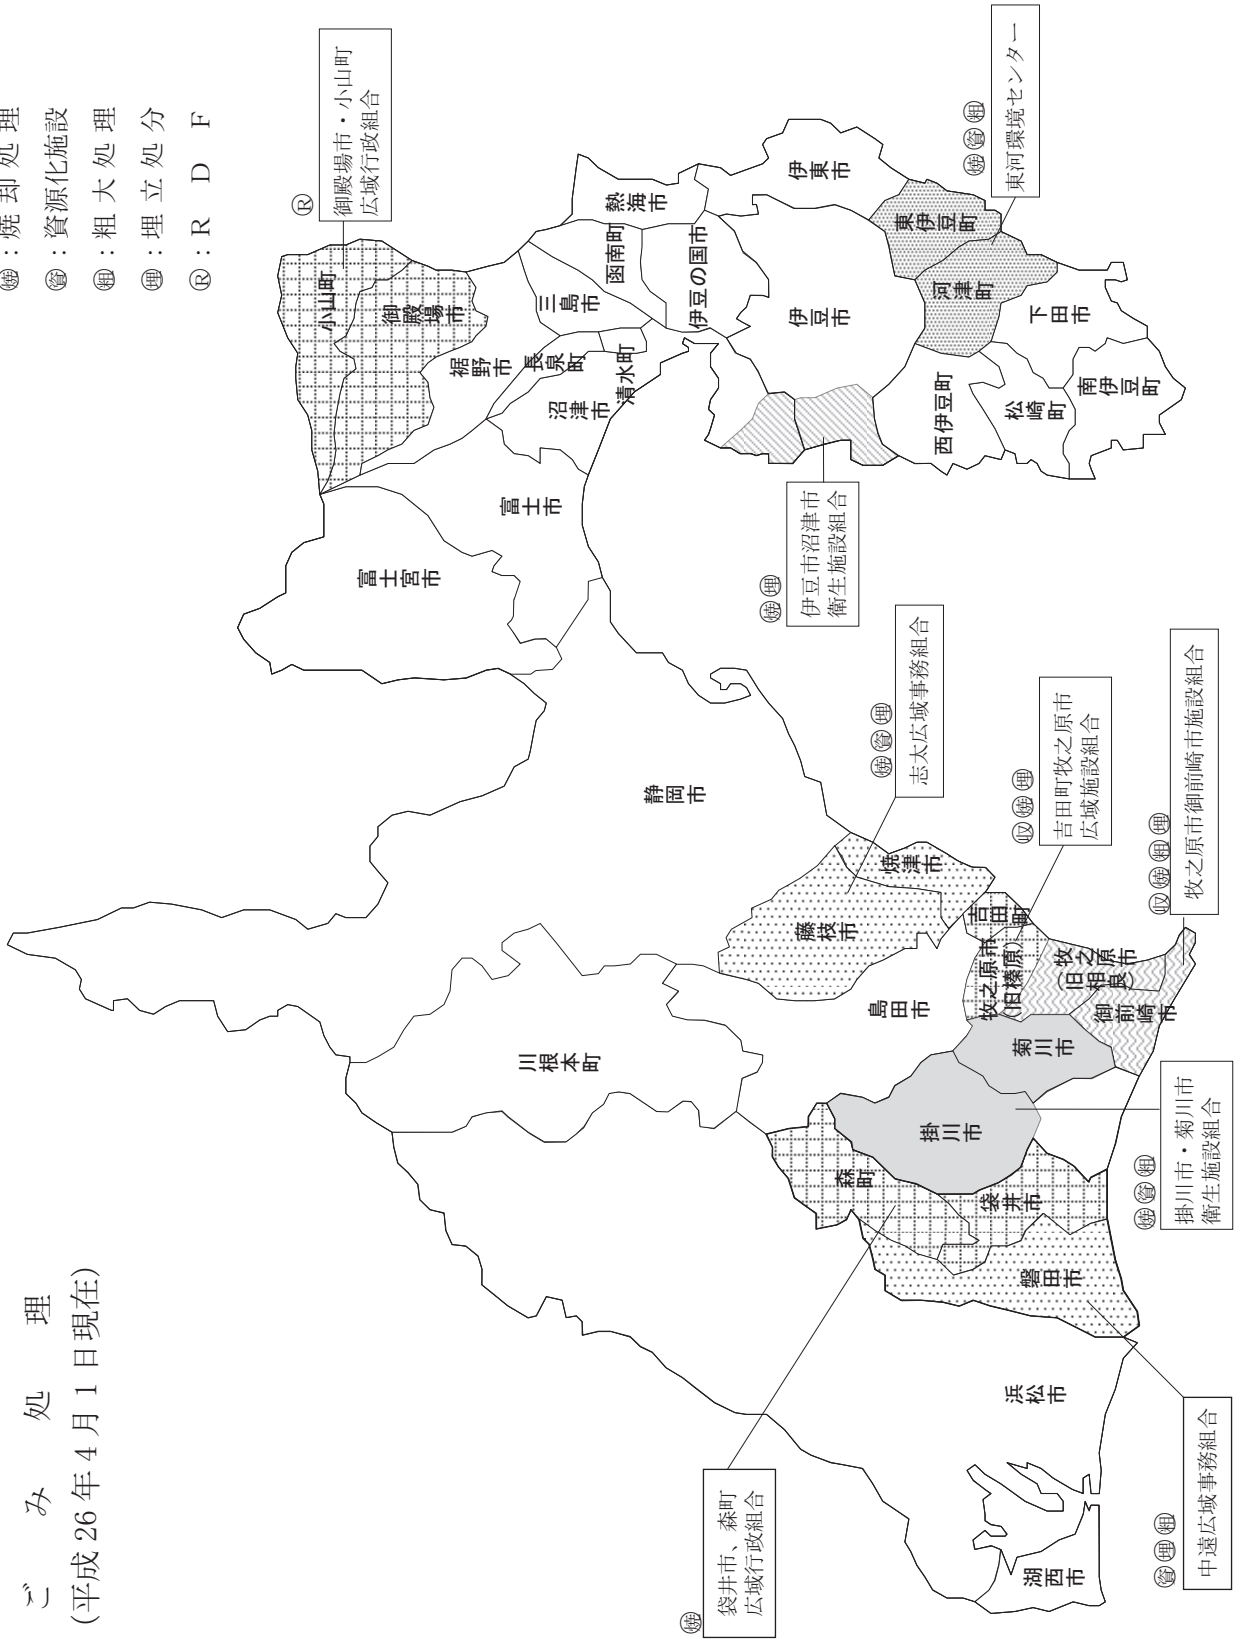 ごみ処理
(平成26年4月1日現在)
㊙:焼却処理
資:資源化施設
粗:粗大処理
埋:埋立処分
Ⓡ:RDF
Ⓡ
御殿場市・小山町
広域行政組合
小山町
御殿場市
裾野市
長泉町
清水町
三島市
函南町
熱海市
沼津市
伊豆の国市
伊豆市
伊東市
東伊豆町
河津町
下田市
西伊豆町
松崎町
南伊豆町
焼資粗
東河環境センター
焼埋
伊豆市沼津市
衛生施設組合
富士宮市
富士市
静岡市
焼資埋
志太広域事務組合
藤枝市
焼津市
収焼埋
吉田町牧之原市
広域施設組合
吉田町
牧之原市
(旧榛原)
収焼粗埋
牧之原市御前崎市施設組合
牧之原市
(旧相良)
御前崎市
島田市
川根本町
菊川市
掛川市
焼資粗
掛川市・菊川市
衛生施設組合
森町
袋井市
焼
袋井市、森町
広域行政組合
磐田市
資埋粗
中遠広域事務組合
浜松市
湖西市